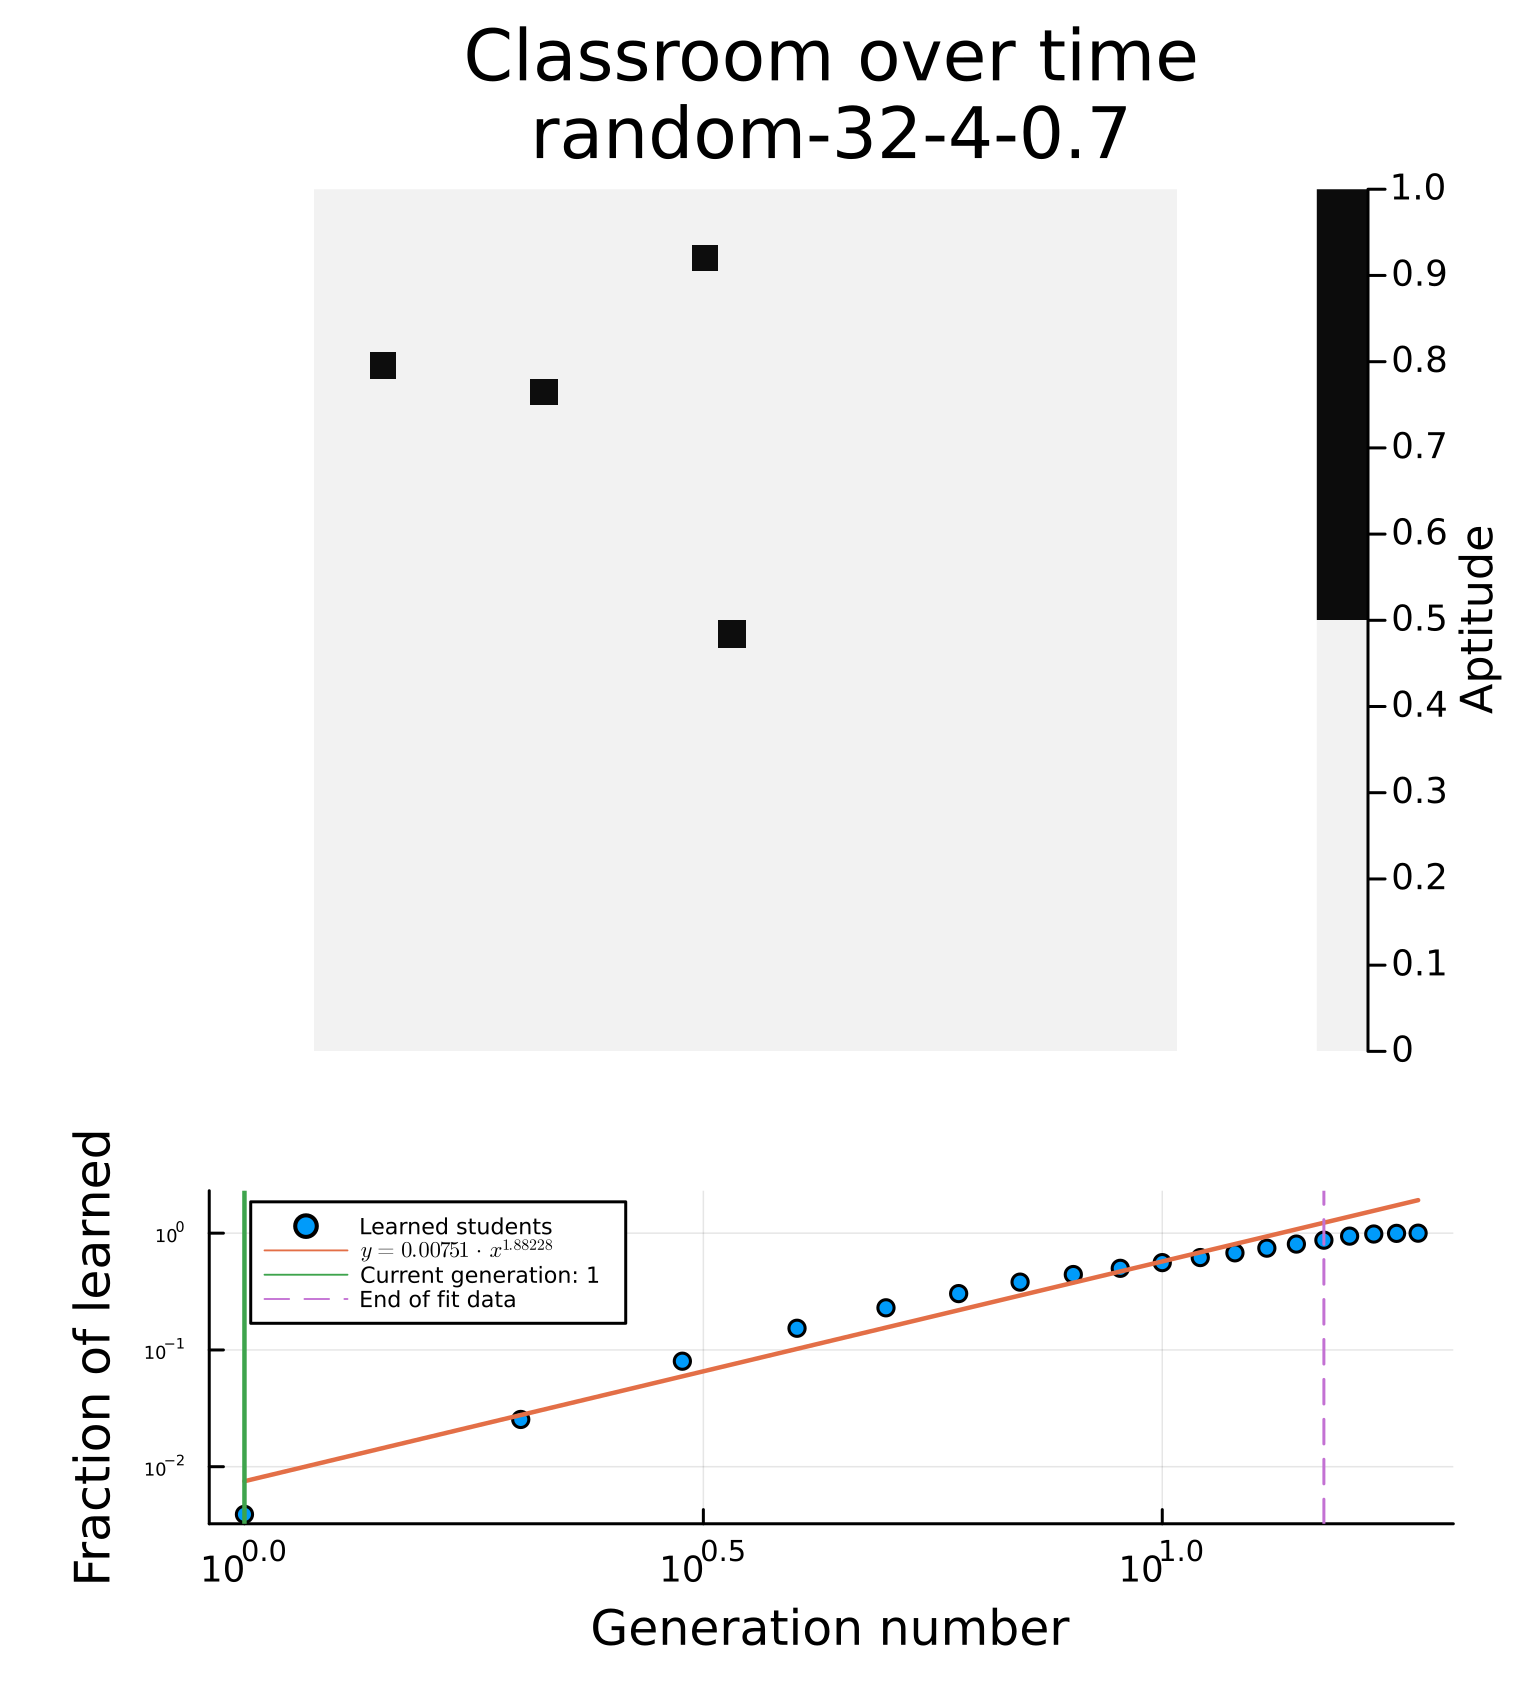 Classroom over time
random-32-4-0.7
1.0
0.9
0.8
0.7
0.6
0.5
0.4
0.3
0.2
0.1
0
Aptitude
Fraction of learned
10⁰
10⁻¹
10⁻²
Learned students
y = 0.00751 · x^1.88228
Current generation: 1
End of fit data
10^0.0
10^0.5
10^1.0
Generation number